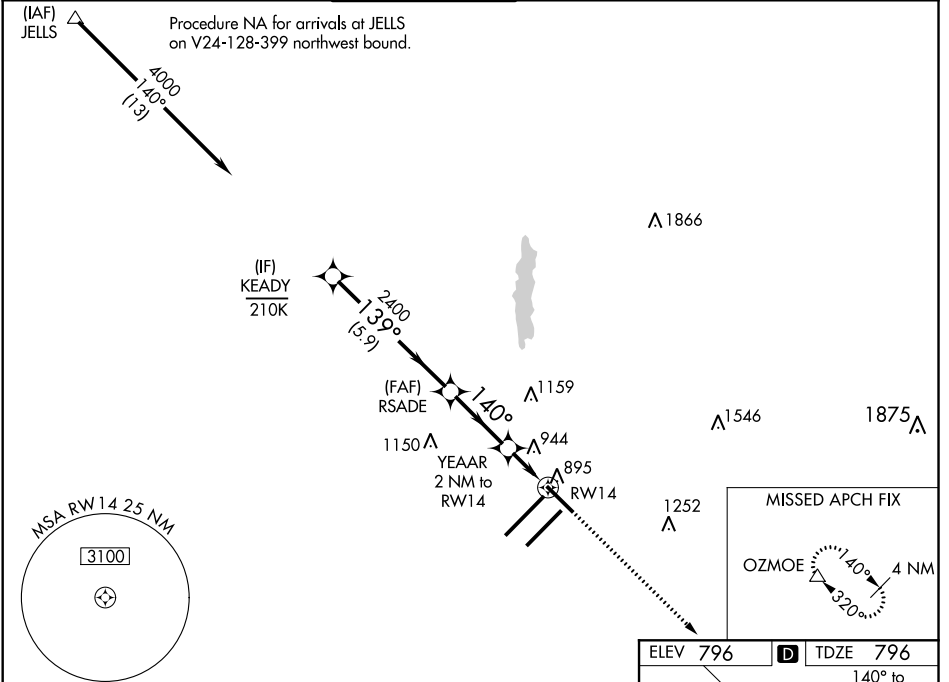 (IAF)
JELLS
Procedure NA for arrivals at JELLS
on V24-128-399 northwest bound.
4000
140°
(13)
1866
(IF)
KEADY
210K
2400
139°
(5.9)
(FAF)
RSADE
140°
1159
1546
1875
1150
944
YEAAR
2 NM to
RW14
895
RW14
1252
MSA RW14 25 NM
3100
MISSED APCH FIX
OZMOE
140°
4 NM
320°
ELEV 796 D TDZE 796
140° to